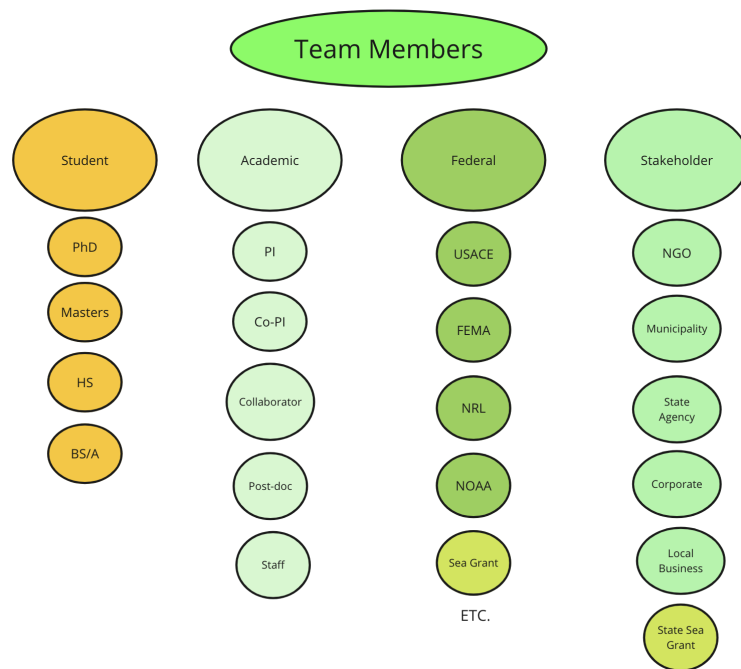 Team Members
Student
PhD
Masters
HS
BS/A
Academic
PI
Co-PI
Collaborator
Post-doc
Staff
Federal
USACE
FEMA
NRL
NOAA
Sea Grant
ETC.
Stakeholder
NGO
Municipality
State
Agency
Corporate
Local
Business
State Sea
Grant